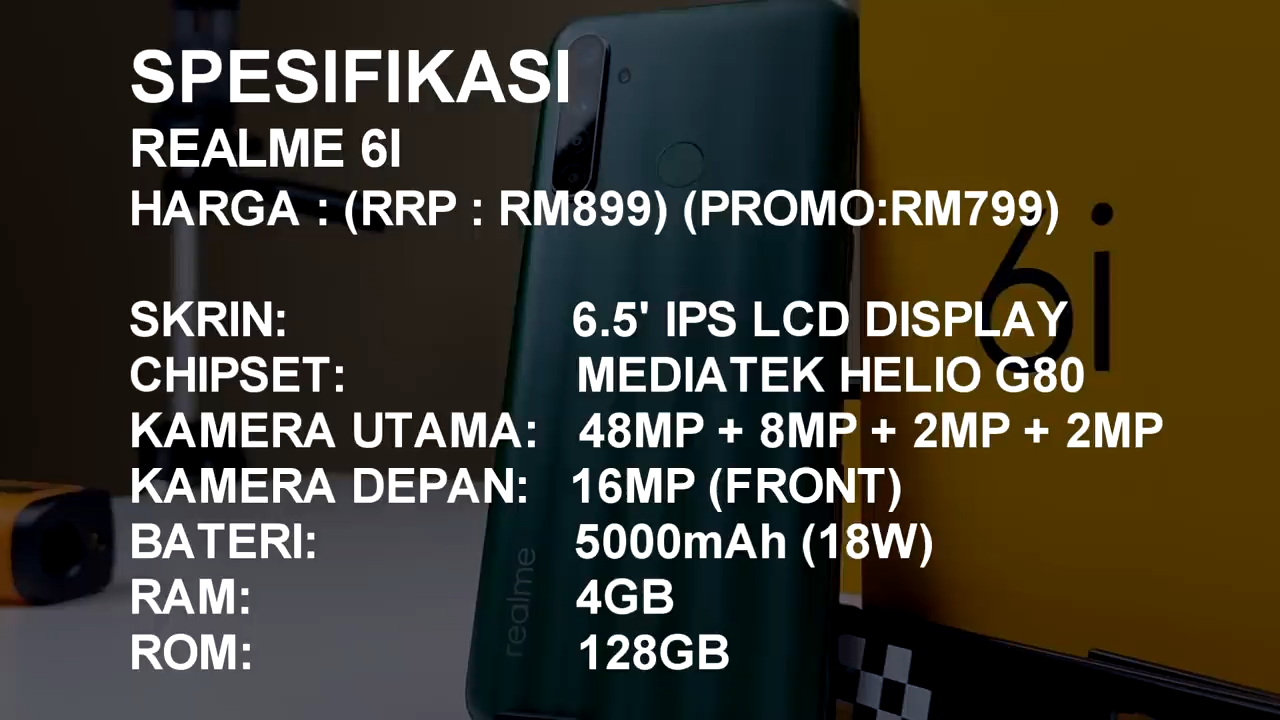 SPESIFIKASI
REALME 6I
HARGA : (RRP : RM899) (PROMO:RM799)
SKRIN: 6.5' IPS LCD DISPLAY
CHIPSET: MEDIATEK HELIO G80
KAMERA UTAMA: 48MP + 8MP + 2MP + 2MP
KAMERA DEPAN: 16MP (FRONT)
BATERI: 5000mAh (18W)
RAM: 4GB
ROM: 128GB
6i
realme